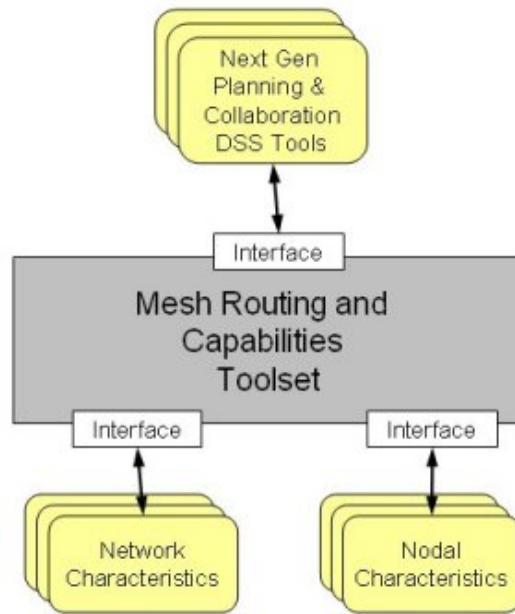 Next Gen
Planning &
Collaboration
DSS Tools
Interface
Mesh Routing and
Capabilities
Toolset
Interface
Interface
Network
Characteristics
Nodal
Characteristics